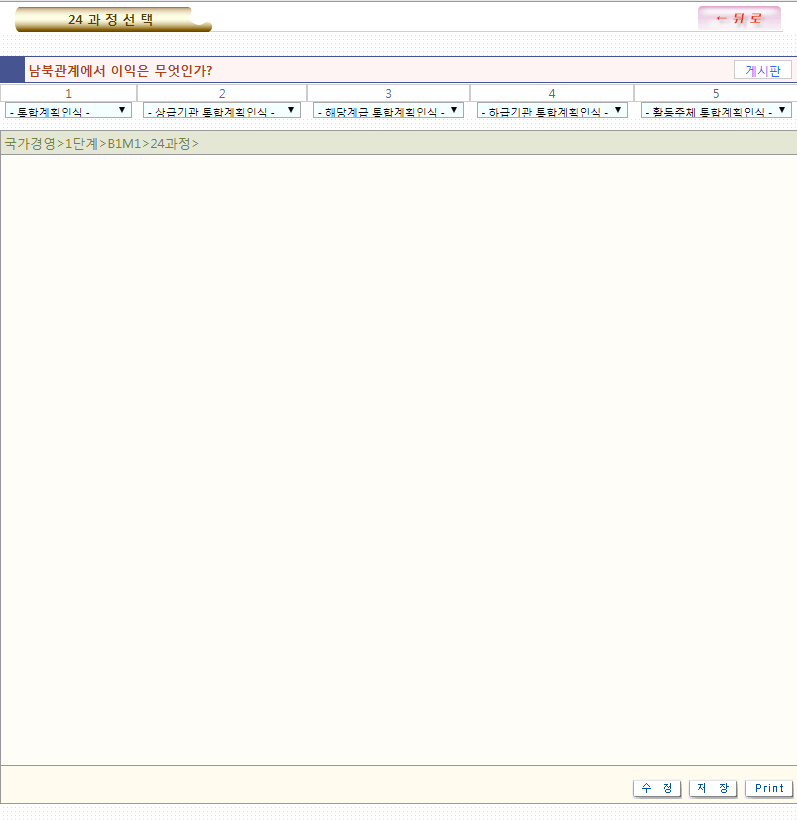 24 과 정 선 택
← 뒤 로
남북관계에서 이익은 무엇인가?
게시판
1 2 3 4 5
- 통합계획인식 - ▼ - 상급기관 통합계획인식 - ▼ - 해당계급 통합계획인식 - ▼ - 하급기관 통합계획인식 - ▼ - 활동주체 통합계획인식 - ▼
국가경영>1단계>B1M1>24과정>
수 정 저 장 Print